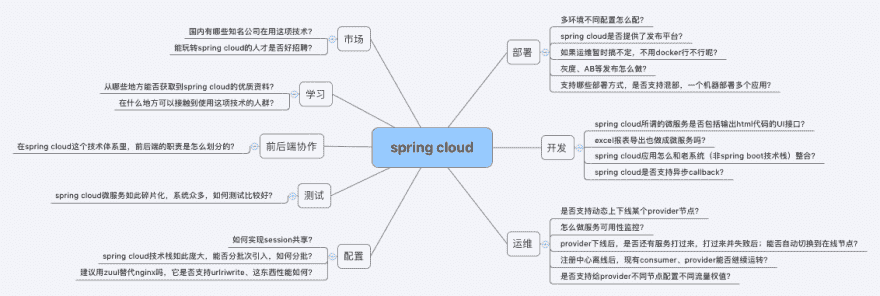 spring cloud
市场
国内有哪些知名公司在用这项技术？
能玩转spring cloud的人才是否好招聘？
学习
从哪些地方能否获取到spring cloud的优质资料？
在什么地方可以接触到使用这项技术的人群？
前后端协作
在spring cloud这个技术体系里，前后端的职责是怎么划分的？
测试
spring cloud微服务如此碎片化，系统众多，如何测试比较好？
配置
如何实现session共享？
spring cloud技术栈如此庞大，能否分批次引入，如何分批？
建议用zuul替代nginx吗，它是否支持urlriwrite、这东西性能如何？
部署
多环境不同配置怎么配？
spring cloud是否提供了发布平台？
如果运维暂时搞不定，不用docker行不行呢？
灰度、AB等发布怎么做？
支持哪些部署方式，是否支持混部，一个机器部署多个应用？
开发
spring cloud所谓的微服务是否包括输出html代码的UI接口？
excel报表导出也做成微服务吗？
spring cloud应用怎么和老系统（非spring boot技术栈）整合？
spring cloud是否支持异步callback？
运维
是否支持动态上下线某个provider节点？
怎么做服务可用性监控？
provider下线后，是否还有服务打过来，打过来并失败后；能否自动切换到在线节点？
注册中心离线后，现有consumer、provider能否继续运转？
是否支持给provider不同节点配置不同流量权值？